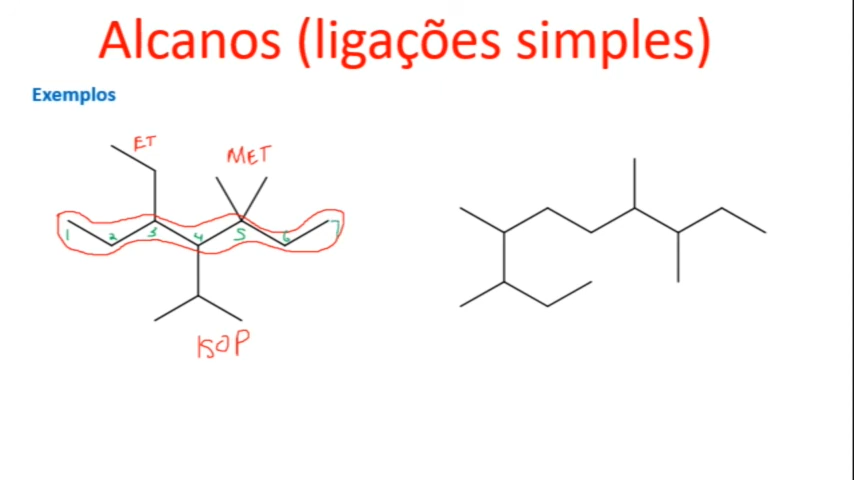 Alcanos (ligações simples)
Exemplos
ET
MET
1 2 3 4 5 6 7
ISOP